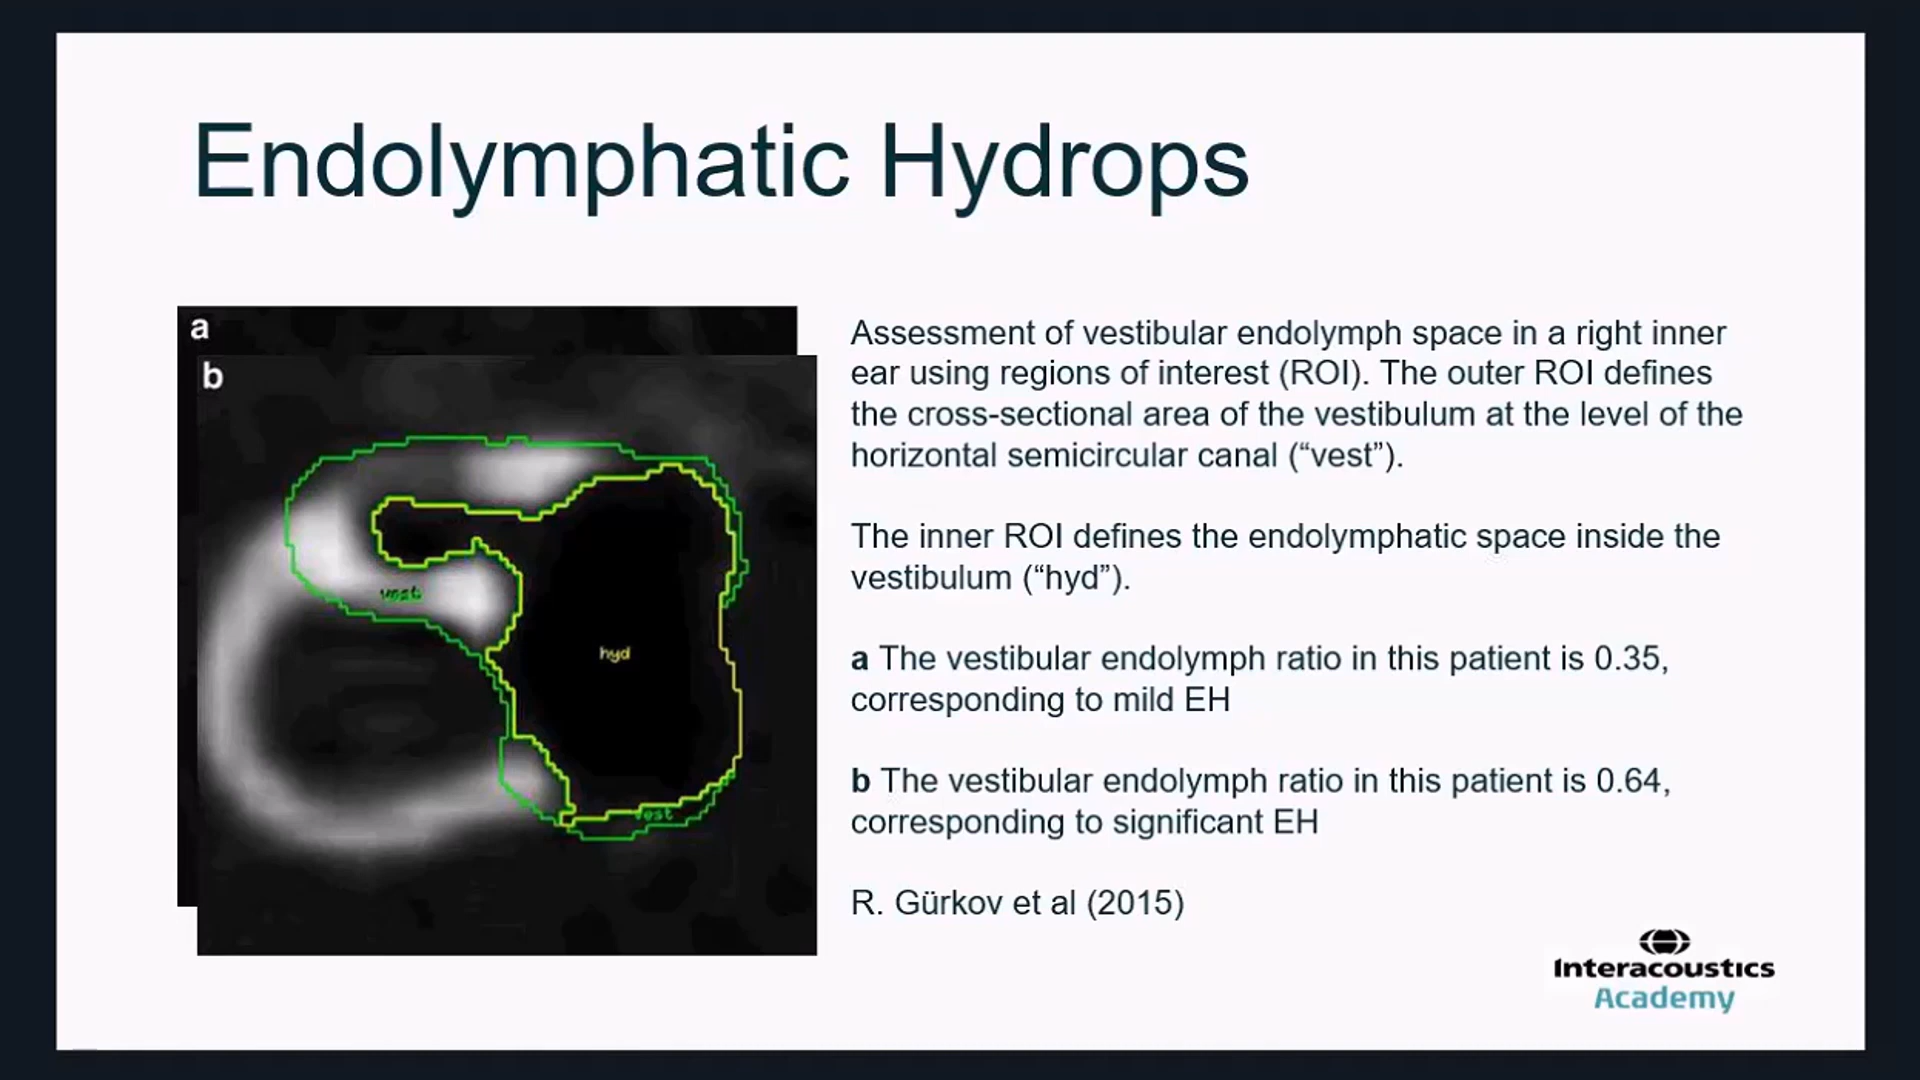 Endolymphatic Hydrops
a
b
vest
hyd
vest
Assessment of vestibular endolymph space in a right inner
ear using regions of interest (ROI). The outer ROI defines
the cross-sectional area of the vestibulum at the level of the
horizontal semicircular canal (“vest”).
The inner ROI defines the endolymphatic space inside the
vestibulum (“hyd”).
a The vestibular endolymph ratio in this patient is 0.35,
corresponding to mild EH
b The vestibular endolymph ratio in this patient is 0.64,
corresponding to significant EH
R. Gürkov et al (2015)
Interacoustics
Academy